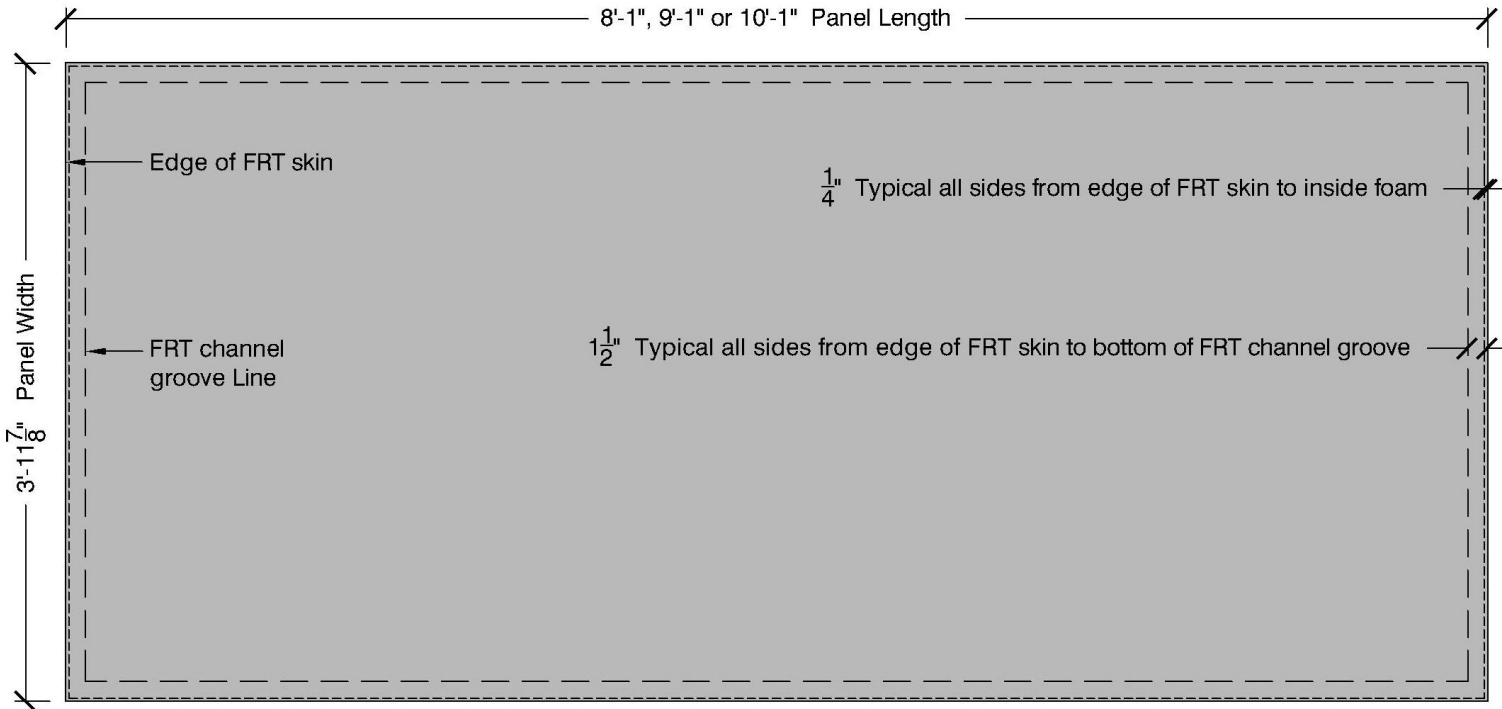 8'-1", 9'-1" or 10'-1" Panel Length
Edge of FRT skin
1/4" Typical all sides from edge of FRT skin to inside foam
3'-11 7/8" Panel Width
FRT channel
groove Line
1 1/2" Typical all sides from edge of FRT skin to bottom of FRT channel groove